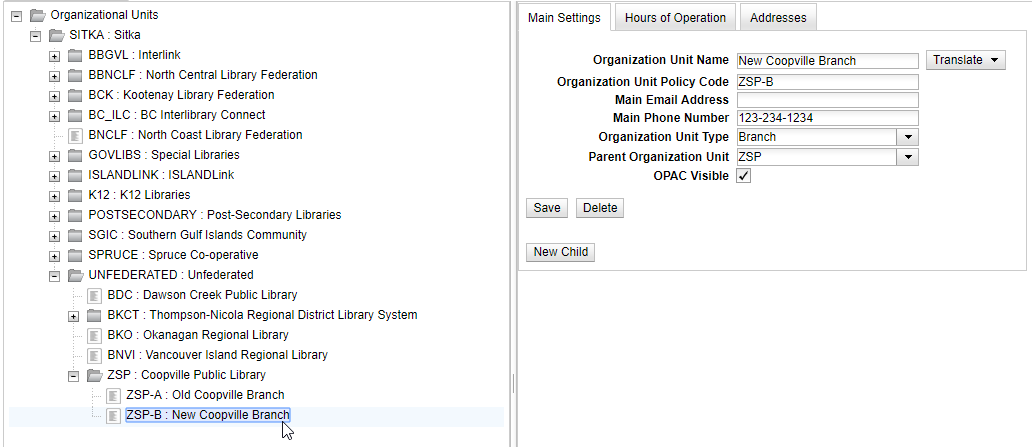 Organizational Units
SITKA : Sitka
BBGVL : Interlink
BBNCLF : North Central Library Federation
BCK : Kootenay Library Federation
BC_ILC : BC Interlibrary Connect
BNCLF : North Coast Library Federation
GOVLIBS : Special Libraries
ISLANDLINK : ISLANDLink
K12 : K12 Libraries
POSTSECONDARY : Post-Secondary Libraries
SGIC : Southern Gulf Islands Community
SPRUCE : Spruce Co-operative
UNFEDERATED : Unfederated
BDC : Dawson Creek Public Library
BKCT : Thompson-Nicola Regional District Library System
BKO : Okanagan Regional Library
BNVI : Vancouver Island Regional Library
ZSP : Coopville Public Library
ZSP-A : Old Coopville Branch
ZSP-B : New Coopville Branch
Main Settings Hours of Operation Addresses
Organization Unit Name New Coopville Branch Translate
Organization Unit Policy Code ZSP-B
Main Email Address
Main Phone Number 123-234-1234
Organization Unit Type Branch
Parent Organization Unit ZSP
OPAC Visible
Save Delete
New Child